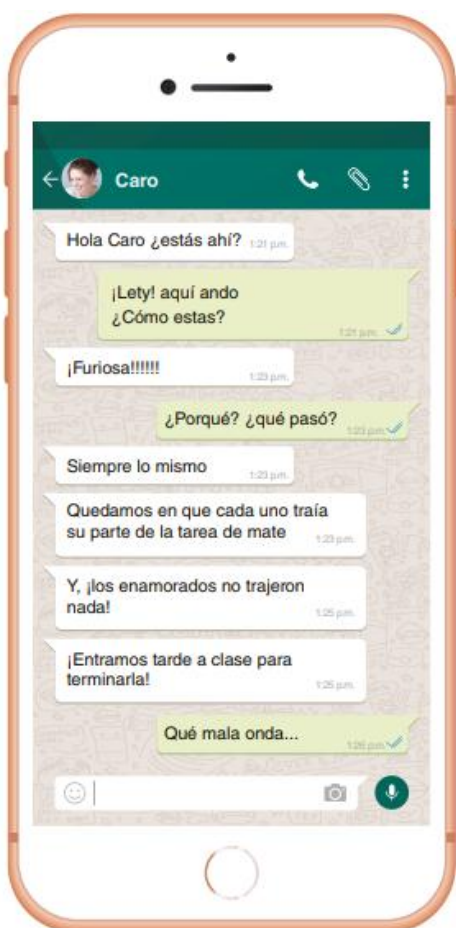 Caro
Hola Caro ¿estás ahí? 1:21 p.m.
¡Lety! aquí ando
¿Cómo estas?
1:21 p.m.
¡Furiosa!!!!!! 1:23 p.m.
¿Porqué? ¿qué pasó? 1:23 p.m.
Siempre lo mismo 1:23 p.m.
Quedamos en que cada uno traía
su parte de la tarea de mate 1:23 p.m.
Y, ¡los enamorados no trajeron
nada! 1:25 p.m.
¡Entramos tarde a clase para
terminarla! 1:25 p.m.
Qué mala onda... 1:26 p.m.